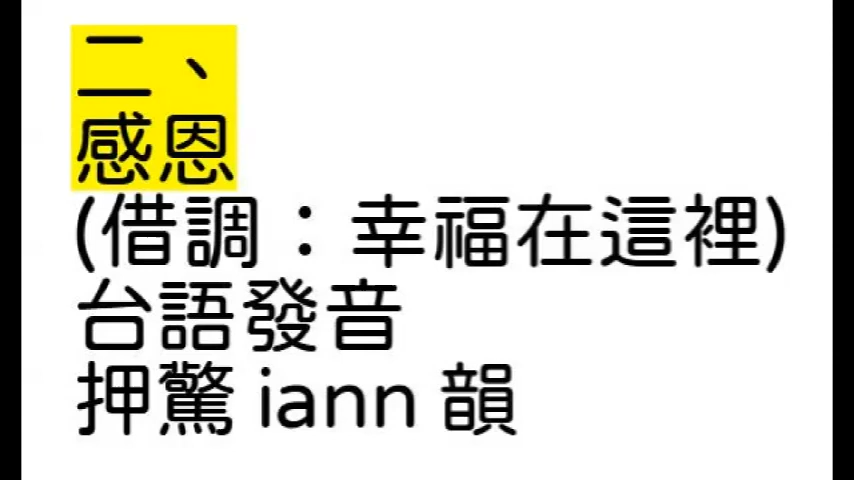 二、
感恩
(借調：幸福在這裡)
台語發音
押驚 iann 韻